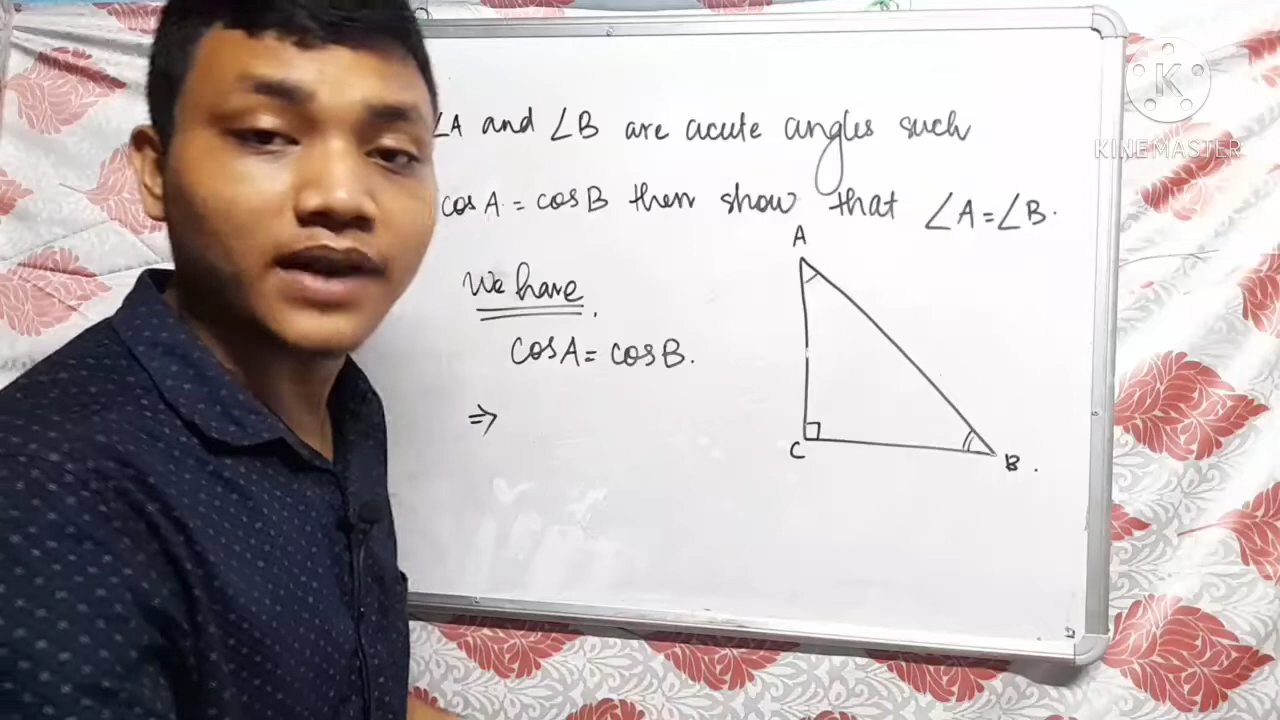 ∠A and ∠B are acute angles such
cos A = cos B then show that ∠A = ∠B.
We have.
cos A = cos B.
⇒
A
C
B.
K
KINEMASTER